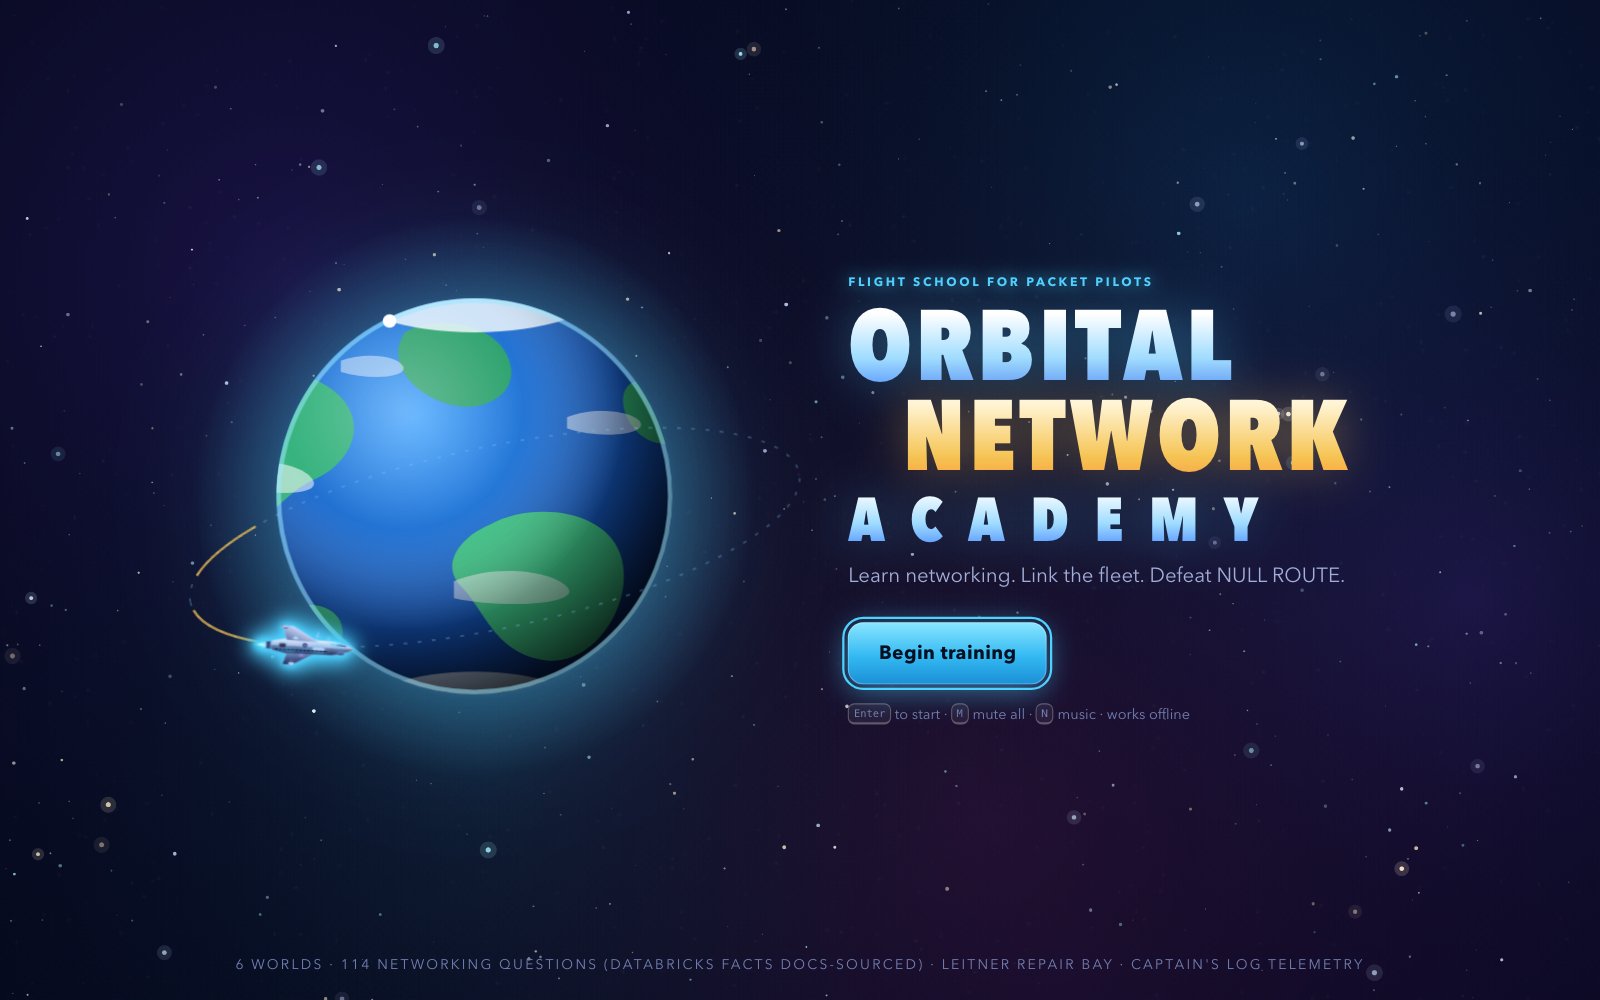 FLIGHT SCHOOL FOR PACKET PILOTS
ORBITAL
NETWORK
ACADEMY
Learn networking. Link the fleet. Defeat NULL ROUTE.
Begin training
Enter to start · M mute all · N music · works offline
6 WORLDS · 114 NETWORKING QUESTIONS (DATABRICKS FACTS DOCS-SOURCED) · LEITNER REPAIR BAY · CAPTAIN'S LOG TELEMETRY